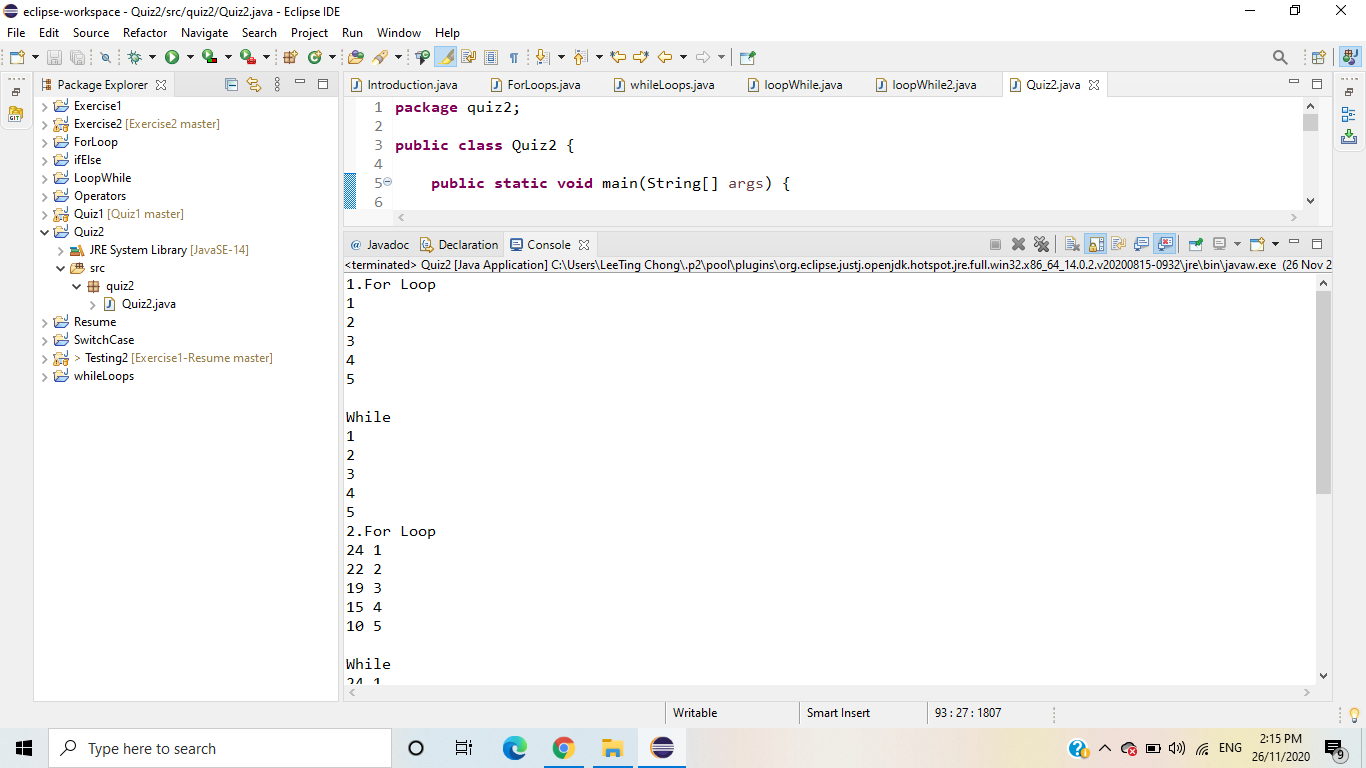 eclipse-workspace - Quiz2/src/quiz2/Quiz2.java - Eclipse IDE
File Edit Source Refactor Navigate Search Project Run Window Help
Package Explorer
Introduction.java ForLoops.java whileLoops.java loopWhile.java loopWhile2.java Quiz2.java
GIT
Exercise1
Exercise2 [Exercise2 master]
ForLoop
ifElse
LoopWhile
Operators
Quiz1 [Quiz1 master]
Quiz2
JRE System Library [JavaSE-14]
src
quiz2
Quiz2.java
Resume
SwitchCase
> Testing2 [Exercise1-Resume master]
whileLoops
1 package quiz2;
2
3 public class Quiz2 {
4
5 public static void main(String[] args) {
6
@ Javadoc Declaration Console
<terminated> Quiz2 [Java Application] C:\Users\LeeTing Chong\.p2\pool\plugins\org.eclipse.justj.openjdk.hotspot.jre.full.win32.x86_64_14.0.2.v20200815-0932\jre\bin\javaw.exe (26 Nov 2
1.For Loop
1
2
3
4
5
While
1
2
3
4
5
2.For Loop
24 1
22 2
19 3
15 4
10 5
While
24 1
Writable Smart Insert 93 : 27 : 1807
Type here to search
ENG
2:15 PM
26/11/2020
9